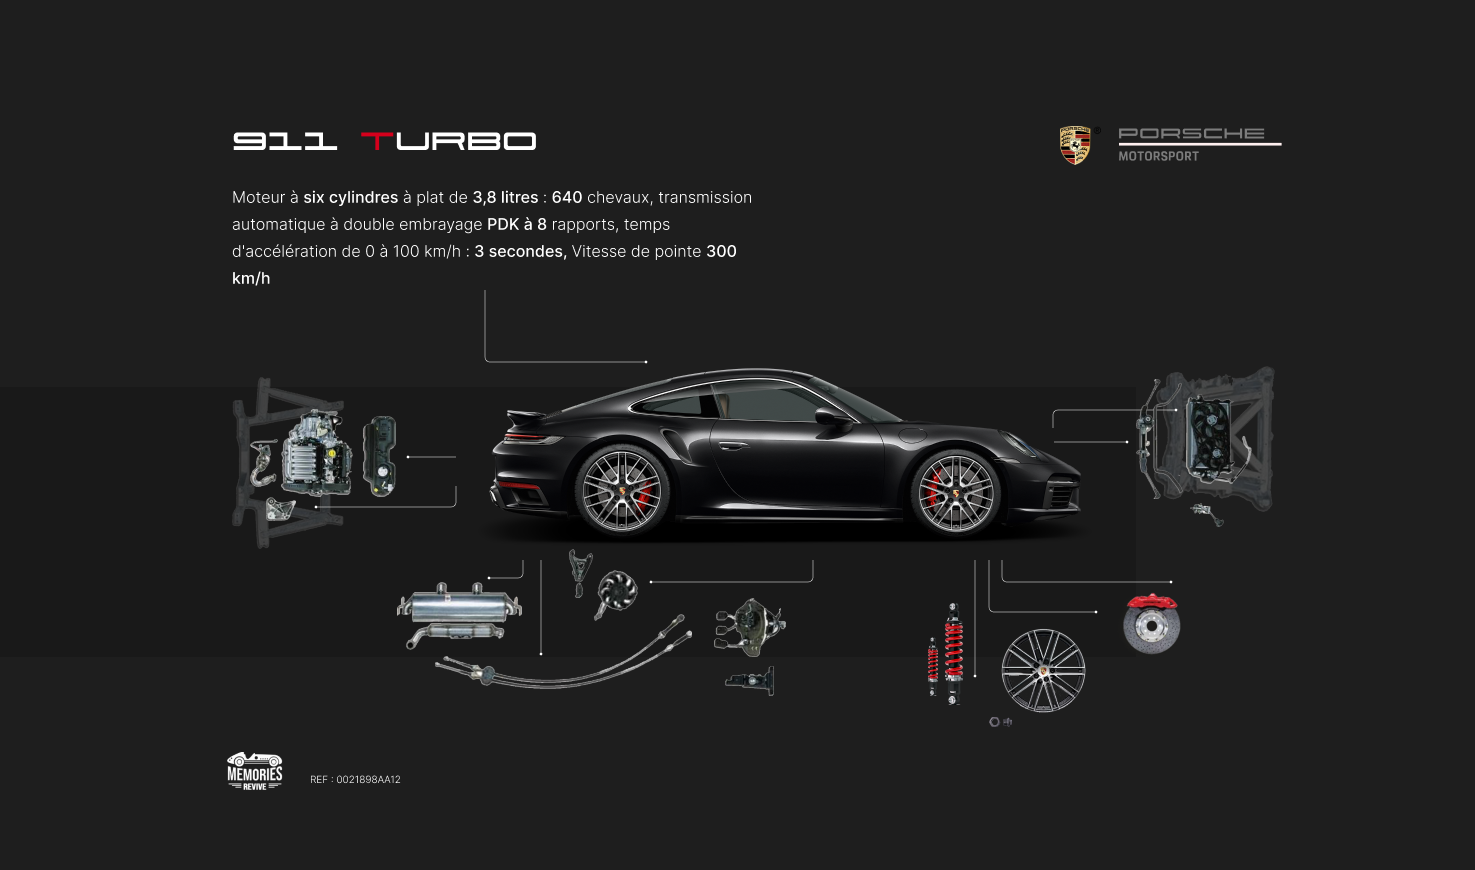 911 TURBO
PORSCHE
MOTORSPORT
Moteur à six cylindres à plat de 3,8 litres : 640 chevaux, transmission
automatique à double embrayage PDK à 8 rapports, temps
d'accélération de 0 à 100 km/h : 3 secondes, Vitesse de pointe 300
km/h
MEMORIES
REVIVE
REF : 0021898AA12